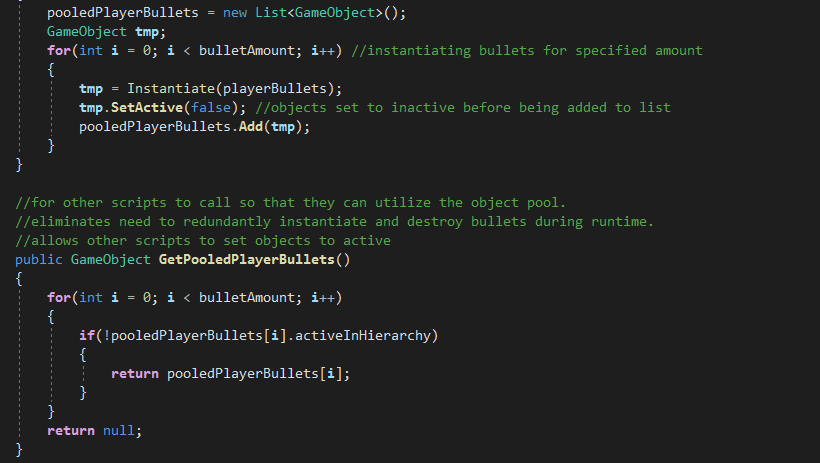 pooledPlayerBullets = new List<GameObject>();
GameObject tmp;
for(int i = 0; i < bulletAmount; i++) //instantiating bullets for specified amount
{
tmp = Instantiate(playerBullets);
tmp.SetActive(false); //objects set to inactive before being added to list
pooledPlayerBullets.Add(tmp);
}
}
//for other scripts to call so that they can utilize the object pool.
//eliminates need to redundantly instantiate and destroy bullets during runtime.
//allows other scripts to set objects to active
public GameObject GetPooledPlayerBullets()
{
for(int i = 0; i < bulletAmount; i++)
{
if(!pooledPlayerBullets[i].activeInHierarchy)
{
return pooledPlayerBullets[i];
}
}
return null;
}